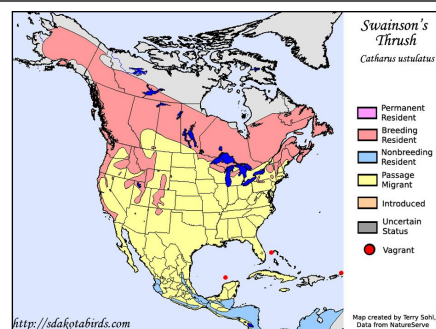 Swainson's
Thrush
Catharus ustulatus
Permanent
Resident
Breeding
Resident
Nonbreeding
Resident
Passage
Migrant
Introduced
Uncertain
Status
Vagrant
http://sdakotabirds.com
Map created by Terry Sohl,
Data from NatureServe.